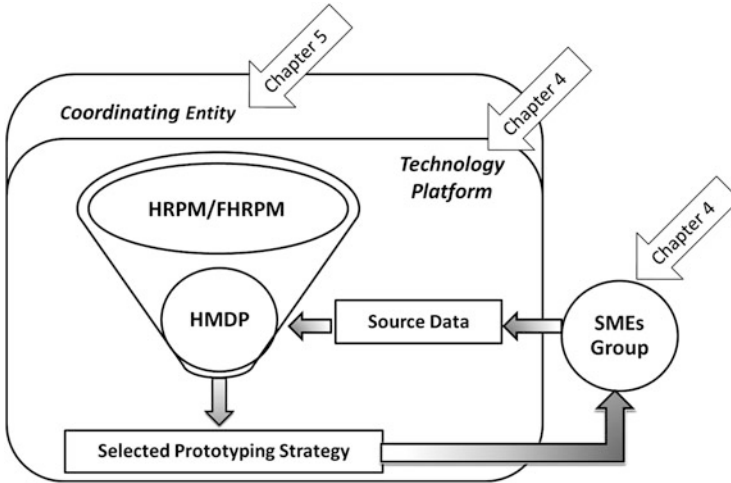 Chapter 5
Coordinating Entity
Chapter 4
Technology
Platform
HRPM/FHRPM
Chapter 4
HMDP
Source Data
SMEs
Group
Selected Prototyping Strategy